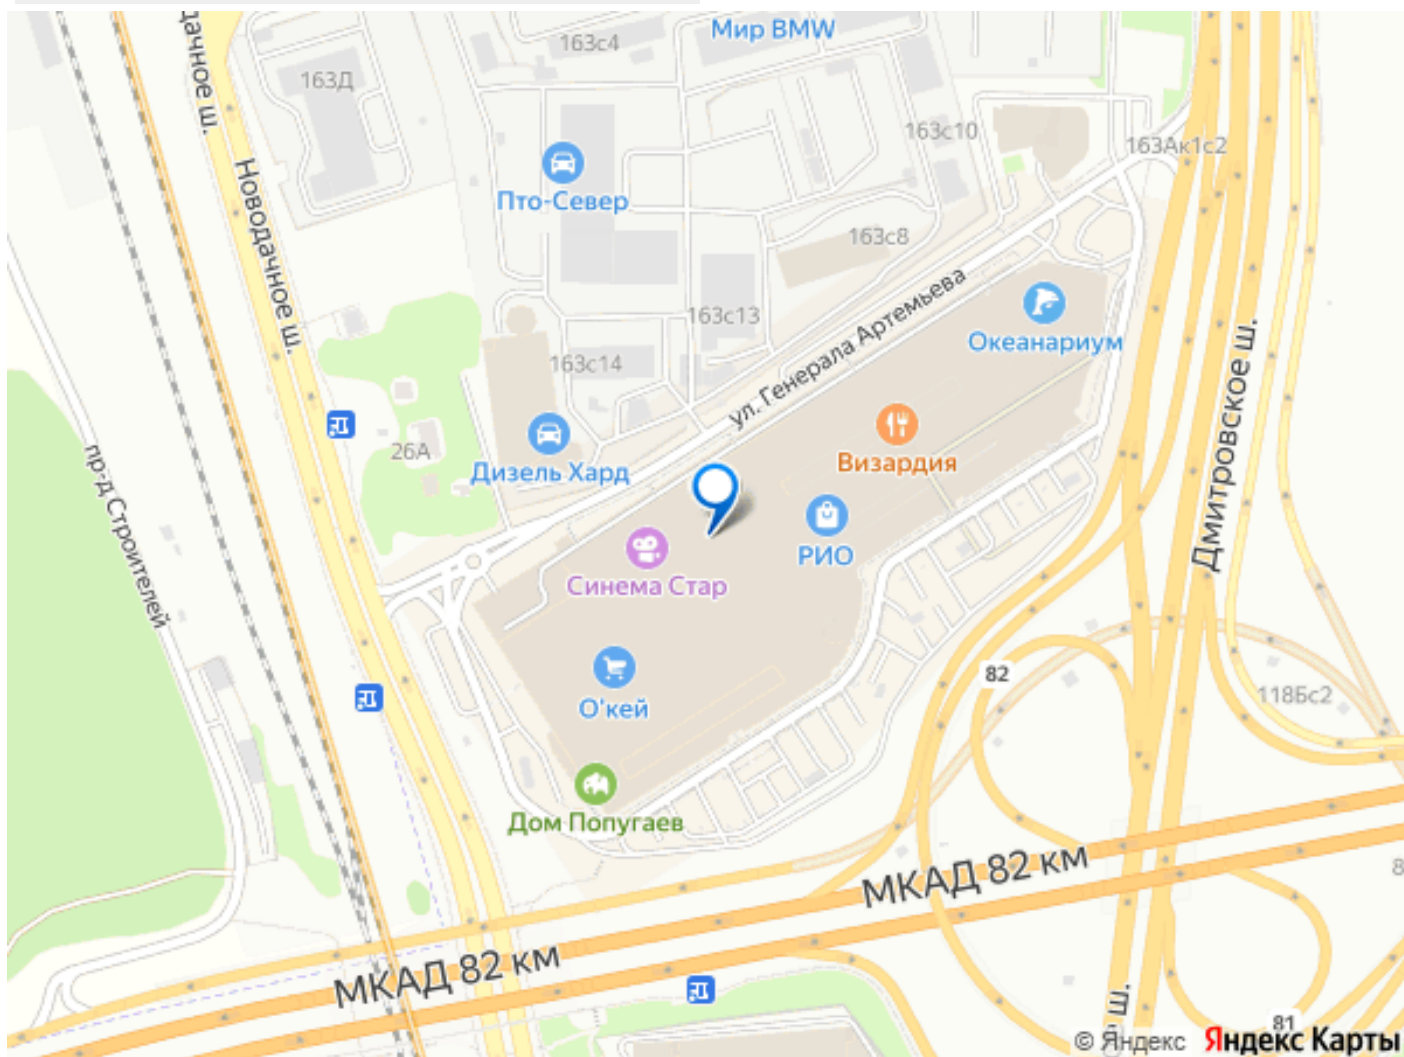 Мир BMW
163с4
дачное ш.
163Д
163с10
163Ак1с2
Пто-Север
Новодачное ш.
163с8
ул. Генерала Артемьева
Океанариум
163с13
163с14
Дмитровское ш.
26А
Дизель Хард
Визардия
пр-д Строителей
РИО
Синема Стар
82
О'кей
118Бс2
Дом Попугаев
МКАД 82 км
8
МКАД 82 км
ш.
81
© Яндекс Яндекс Карты